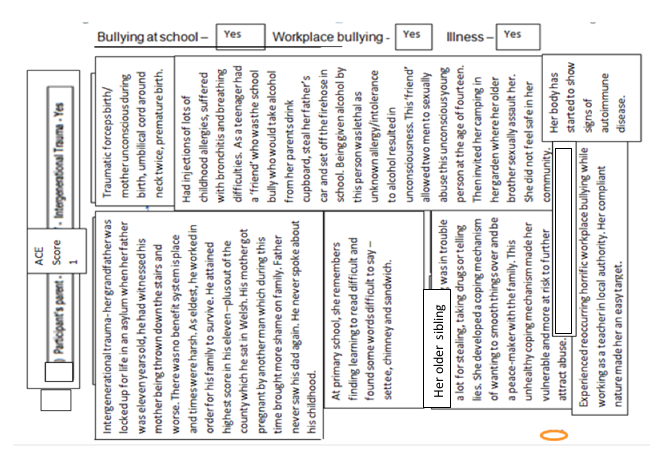 Bullying at school –
Yes
Workplace bullying -
Yes
Illness –
Yes
ACE
Score
1
Participant's parent -
- Intergenerational Trauma - Yes
Intergenerational trauma - her grandfather was
locked up for life in an asylum when her father
was eleven years old, he had witnessed his
mother being thrown down the stairs and
worse. There was no benefit system is place
and times were harsh. As eldest, he worked in
order for his family to survive. He attained
highest score in his eleven – plus out of the
county which he sat in Welsh. His mother got
pregnant by another man which during this
time brought more shame on family. Father
never saw his dad again. He never spoke about
his childhood.
Traumatic forceps birth/
mother unconscious during
birth, umbilical cord around
neck twice, premature birth.
Had injections of lots of
childhood allergies, suffered
with bronchitis and breathing
difficulties. As a teenager had
a 'friend' who was the school
bully who would take alcohol
from her parents drink
cupboard, steal her father's
car and set off the firehose in
school. Being given alcohol by
this person was lethal as
unknown allergy/intolerance
to alcohol resulted in
unconsciousness. This 'friend'
allowed two men to sexually
abuse this unconscious young
person at the age of fourteen.
Then invited her camping in
her garden where her older
brother sexually assault her.
She did not feel safe in her
community.
At primary school, she remembers
finding learning to read difficult and
found some words difficult to say –
settee, chimney and sandwich.
Her older sibling
was in trouble
a lot for stealing, taking drugs or telling
lies. She developed a coping mechanism
of wanting to smooth things over and be
a peace-maker with the family. This
unhealthy coping mechanism made her
vulnerable and more at risk to further
attract abuse.
Her body has
started to show
signs of
autoimmune
disease.
Experienced reoccurring horrific workplace bullying while
working as a teacher in local authority. Her compliant
nature made her an easy target.